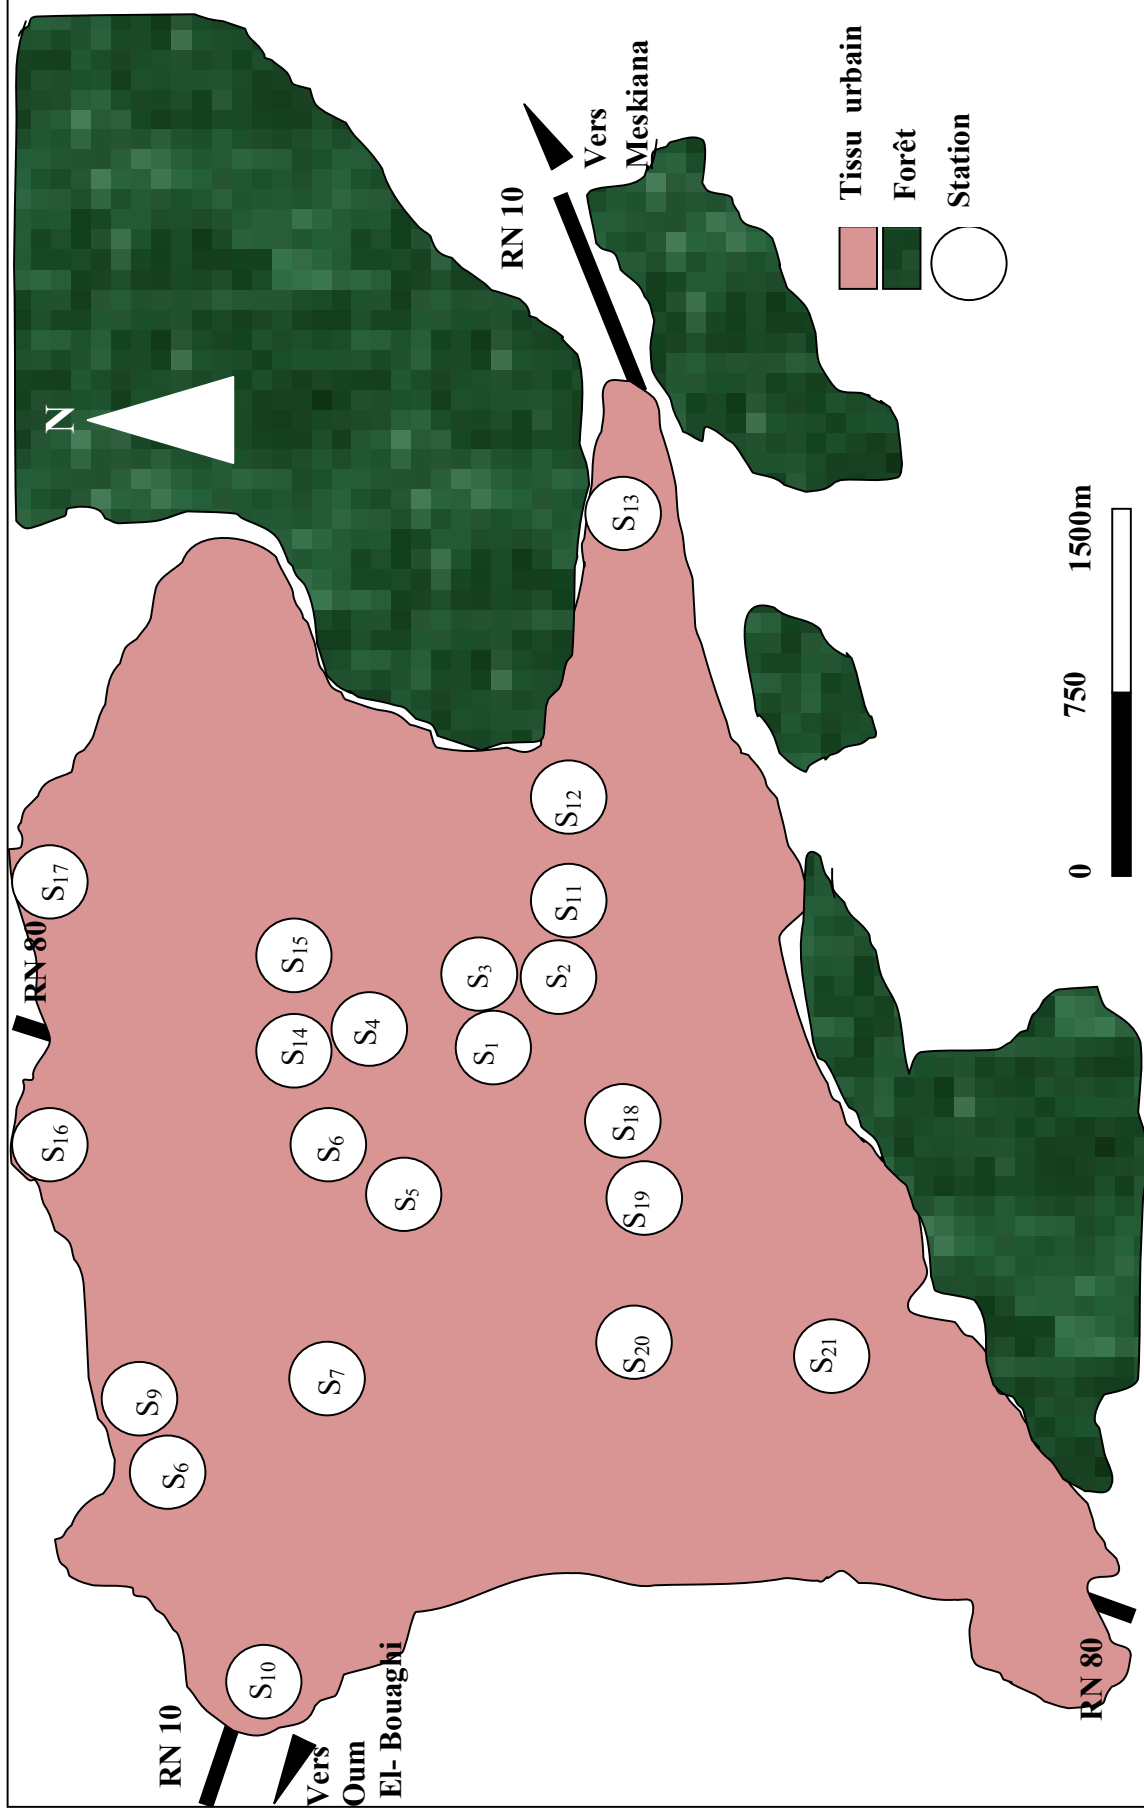 N
RN 80
S17
S16
S9
S6
S15
S14
S4
S6
S5
S7
S3
S1
S2
S11
S12
S13
S18
S19
S20
S21
S10
RN 10
Vers
Oum
El- Bouaghi
RN 10
Vers
Meskiana
RN 80
Tissu urbain
Forêt
Station
0 750 1500m